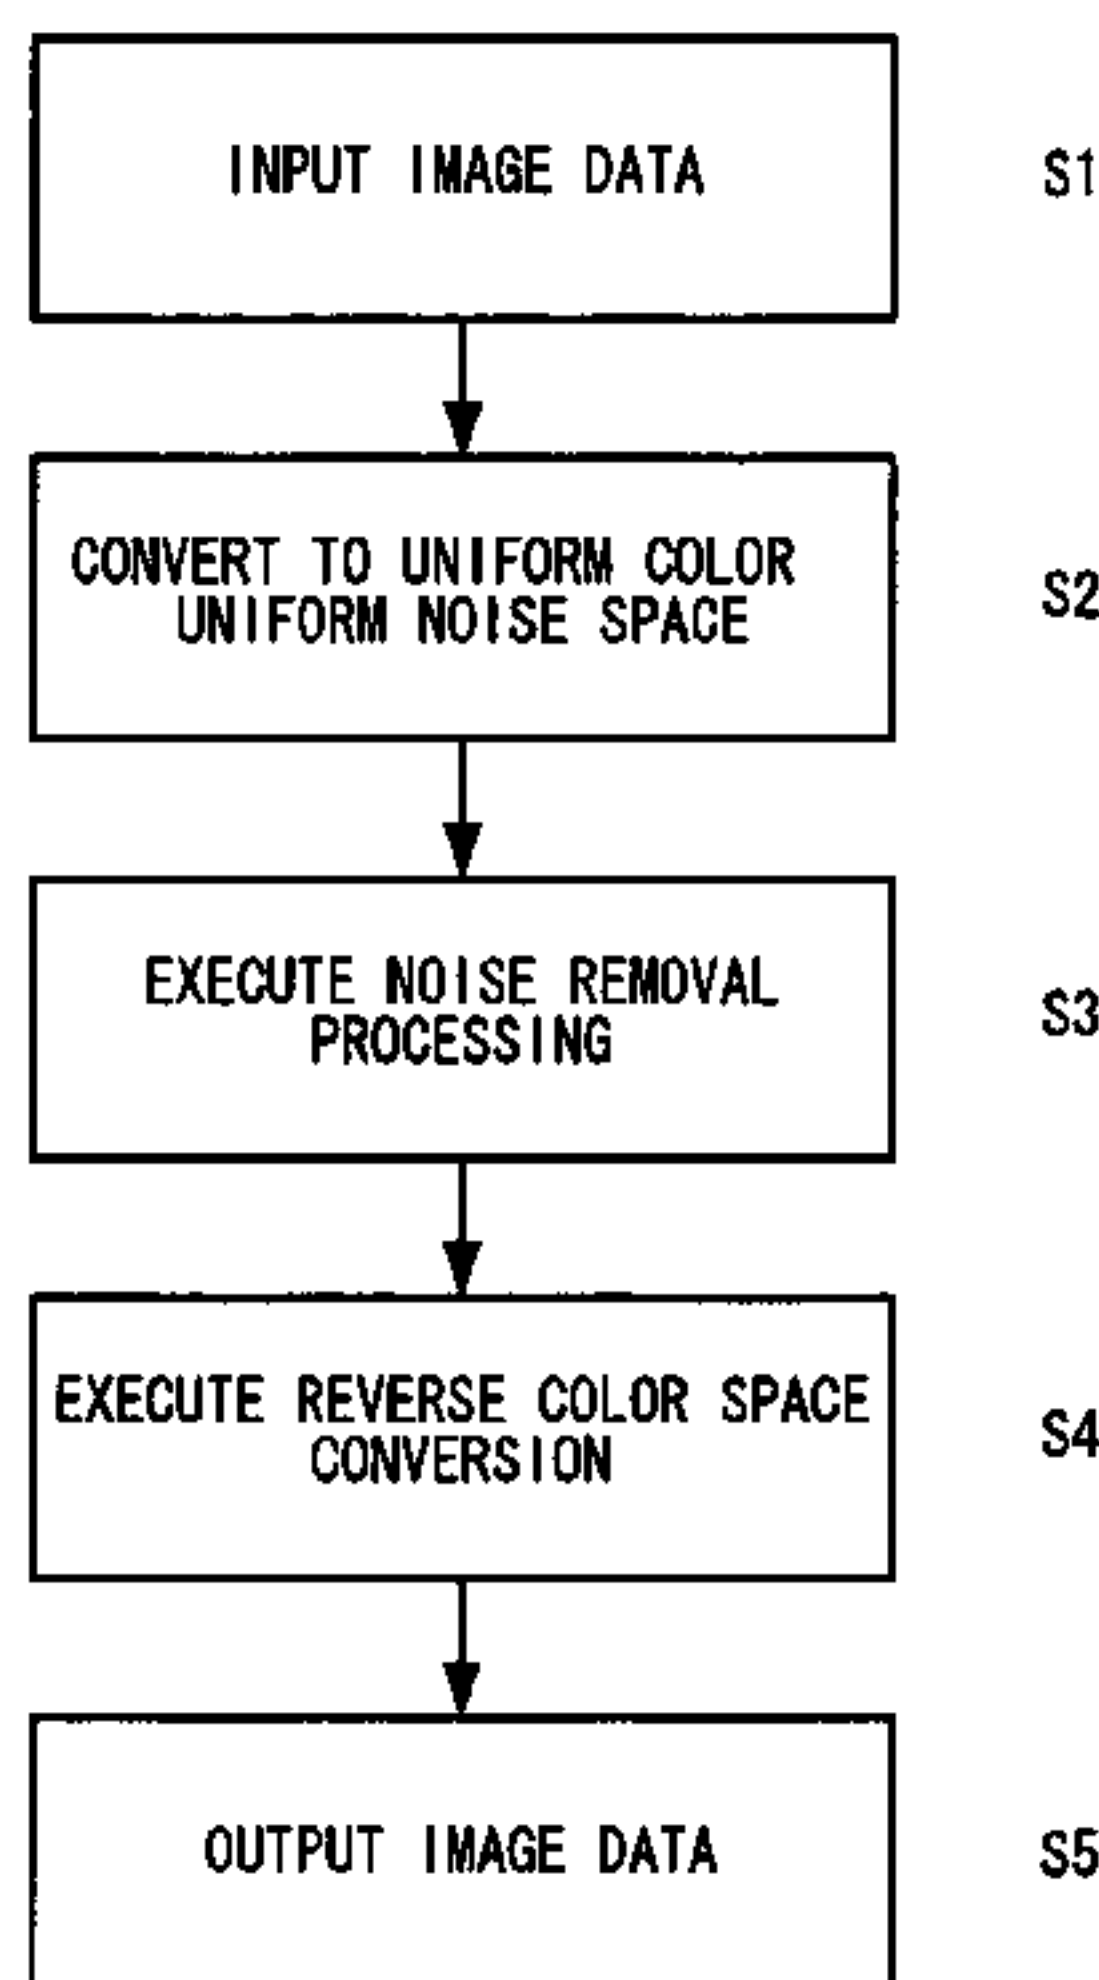 INPUT IMAGE DATA
S1
CONVERT TO UNIFORM COLOR
UNIFORM NOISE SPACE
S2
EXECUTE NOISE REMOVAL
PROCESSING
S3
EXECUTE REVERSE COLOR SPACE
CONVERSION
S4
OUTPUT IMAGE DATA
S5